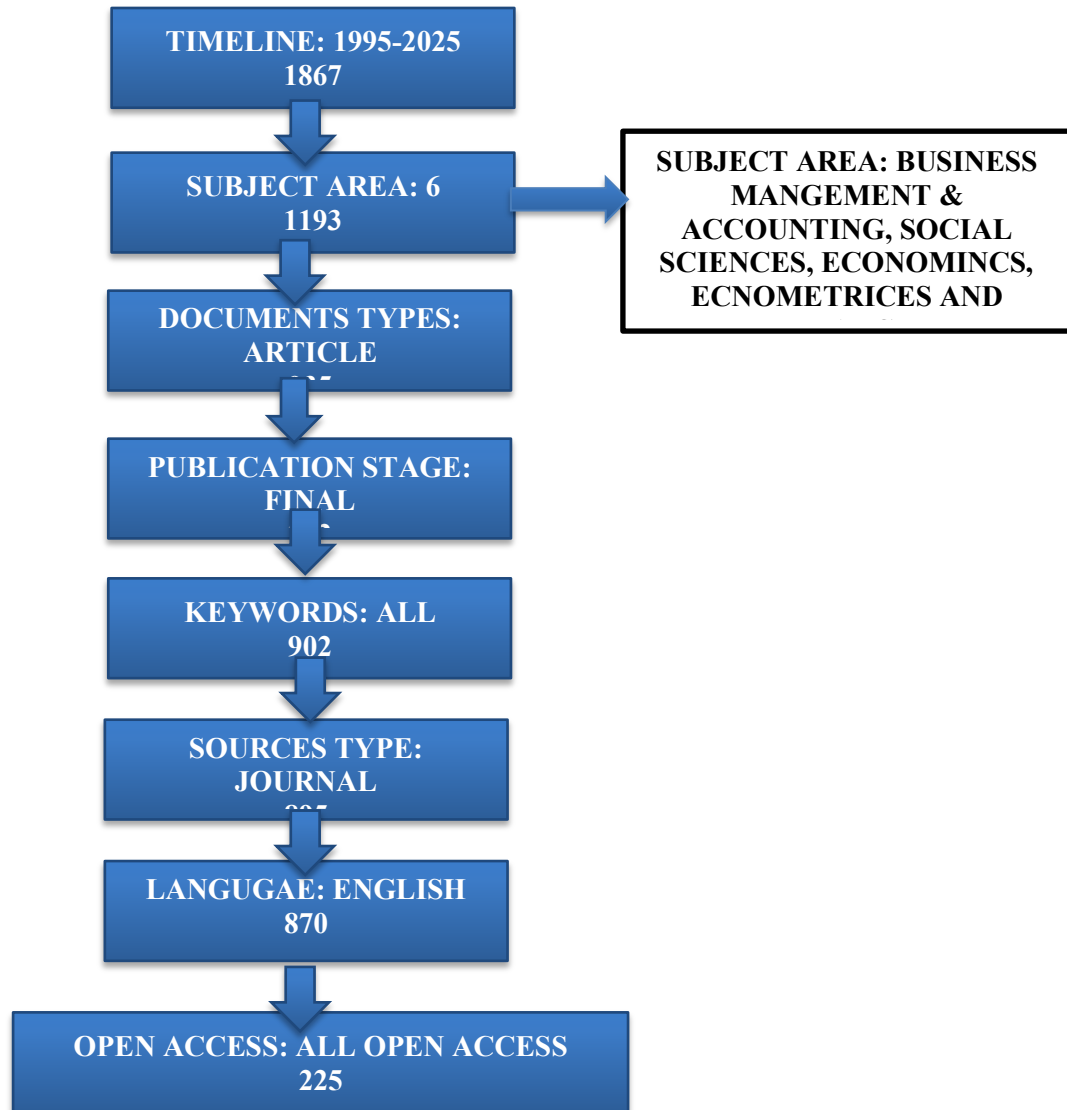 TIMELINE: 1995-2025
1867
SUBJECT AREA: 6
1193
SUBJECT AREA: BUSINESS
MANGEMENT &
ACCOUNTING, SOCIAL
SCIENCES, ECONOMINCS,
ECNOMETRICES AND
DOCUMENTS TYPES:
ARTICLE
PUBLICATION STAGE:
FINAL
KEYWORDS: ALL
902
SOURCES TYPE:
JOURNAL
LANGUGAE: ENGLISH
870
OPEN ACCESS: ALL OPEN ACCESS
225